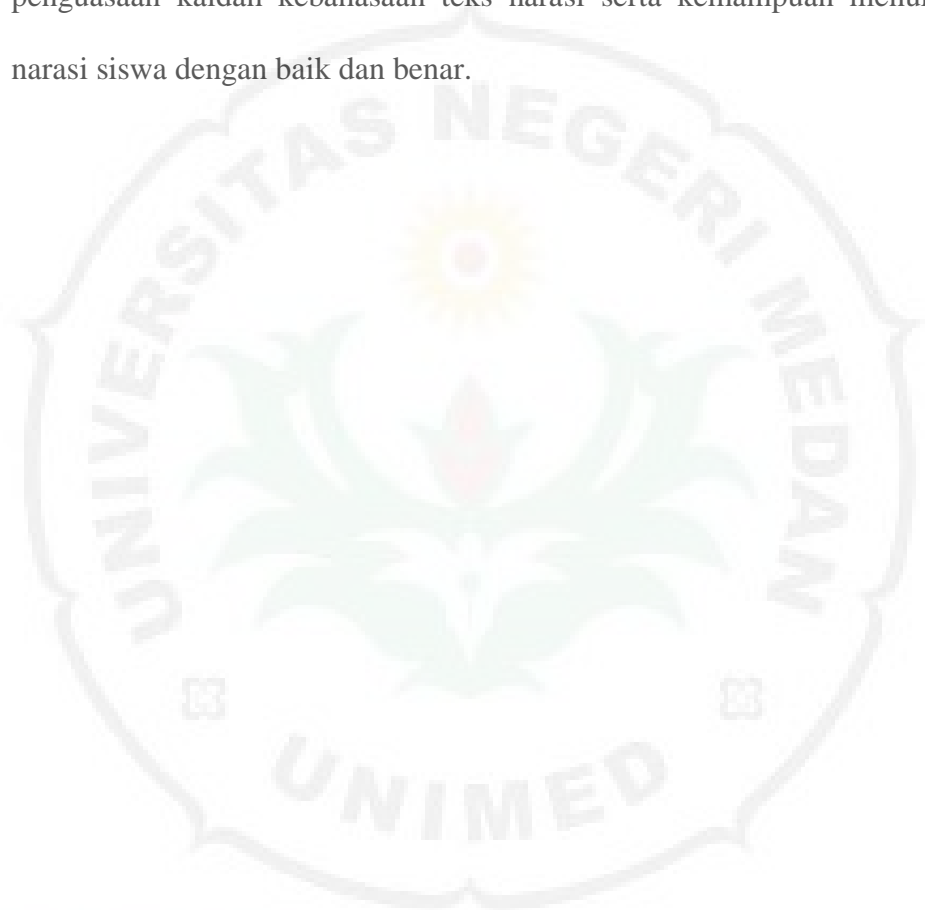 penguasaan kaidah kebahasaan teks narasi serta kemampuan
narasi siswa dengan baik dan benar.
UNIVERSITAS NEGERI MEDAN
UNIMED